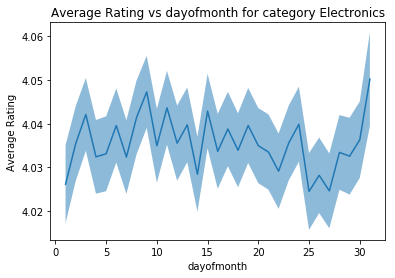 Average Rating vs dayofmonth for category Electronics
4.06
4.05
4.04
4.03
4.02
Average Rating
0 5 10 15 20 25 30
dayofmonth